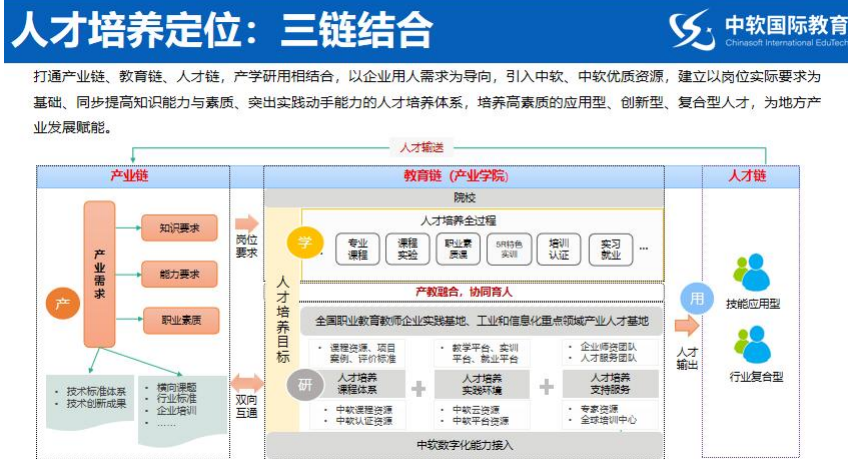 人才培养定位：三链结合
中软国际教育
Chinasoft International EduTech
打通产业链、教育链、人才链，产学研用相结合，以企业用人需求为导向，引入中软、中软优质资源，建立以岗位实际要求为
基础、同步提高知识能力与素质、突出实践动手能力的人才培养体系，培养高素质的应用型、创新型、复合型人才，为地方产
业发展赋能。
人才输送
产业链
产
产业需求
知识要求
能力要求
职业素质
· 技术标准体系
· 技术创新成果
· 横向课题
· 行业标准
· 企业培训
· ……
岗位
要求
双向
互通
教育链（产业学院）
院校
人才培养目标
学
人才培养全过程
专业
课程
课程
实验
职业素
质课
5R特色
实训
培训
认证
实习
就业
...
产教融合，协同育人
全国职业教育教师企业实践基地、工业和信息化重点领域产业人才基地
研
· 课程资源、项目
案例、评价标准
人才培养
课程体系
· 中软课程资源
· 中软认证资源
+
· 教学平台、实训
平台、就业平台
人才培养
实践环境
· 中软云资源
· 中软平台资源
+
· 企业师资团队
· 人才服务团队
人才培养
支持服务
· 专家资源
· 全球培训中心
中软数字化能力接入
用
人才
输出
人才链
技能应用型
行业复合型